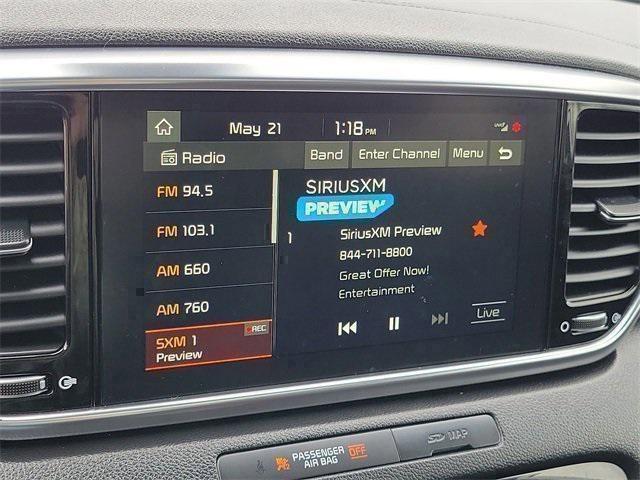 May 21 1:18 PM
Radio Band Enter Channel Menu
FM 94.5
FM 103.1
AM 660
AM 760
SXM 1 REC
Preview
SIRIUSXM
PREVIEW
1 SiriusXM Preview
844-711-8800
Great Offer Now!
Entertainment
Live
PASSENGER
AIR BAG OFF
SD MAP